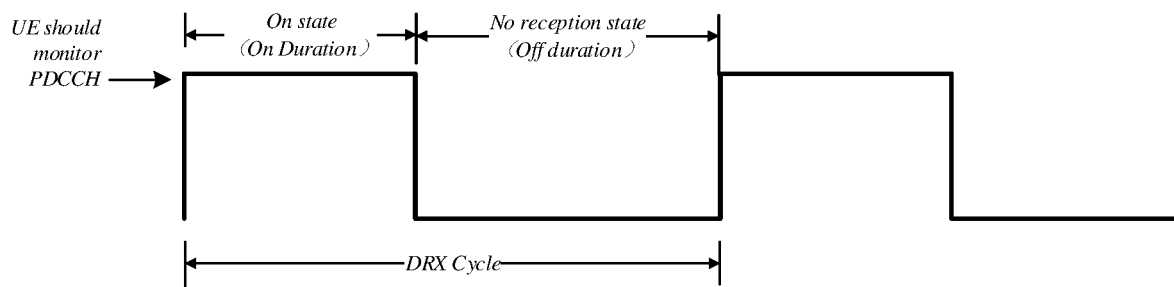 UE should
monitor
PDCCH
On state
（On Duration）
No reception state
（Off duration）
DRX Cycle